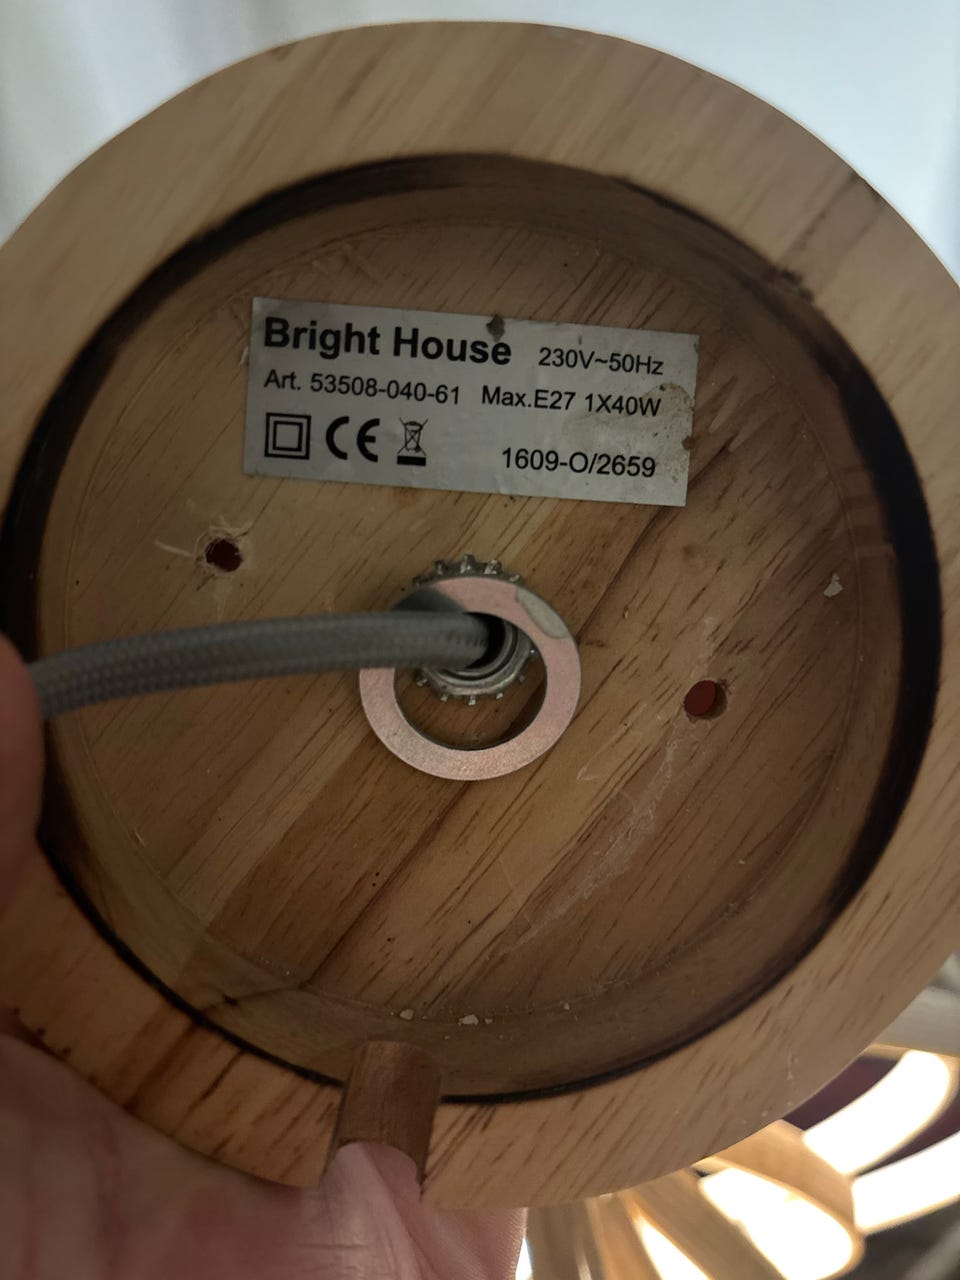 Bright House 230V~50Hz
Art. 53508-040-61 Max.E27 1X40W
CE 1609-O/2659